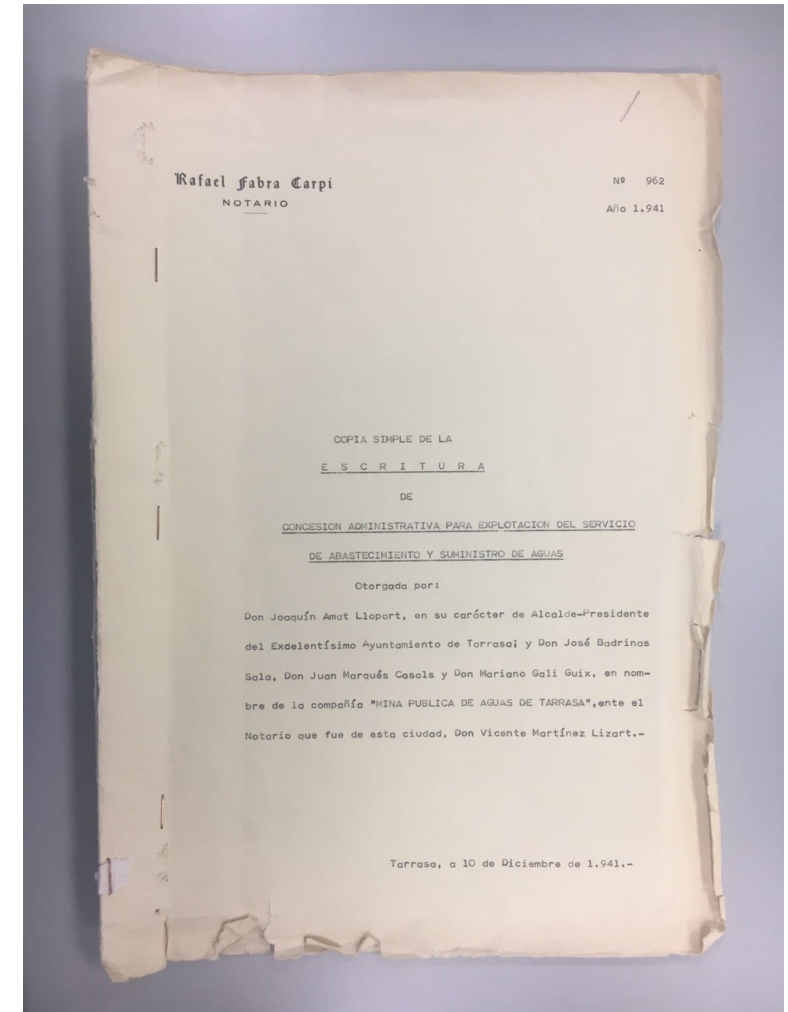 Rafael Fabra Carpi
NOTARIO
Nº 962
Año 1.941
COPIA SIMPLE DE LA
E S C R I T U R A
DE
CONCESION ADMINISTRATIVA PARA EXPLOTACION DEL SERVICIO
DE ABASTECIMIENTO Y SUMINISTRO DE AGUAS
Otorgada por:
Don Joaquín Amat Llopart, en su carácter de Alcalde-Presidente
del Exdelentísimo Ayuntamiento de Tarrasa; y Don José Badrinas
Sala, Don Juan Marqués Casals y Don Mariano Gali Guix, en nom-
bre de la compañía "MINA PUBLICA DE AGUAS DE TARRASA",ente el
Notario que fue de esta ciudad, Don Vicente Martínez Lizart.-
Tarrasa, a 10 de Diciembre de 1.941.-